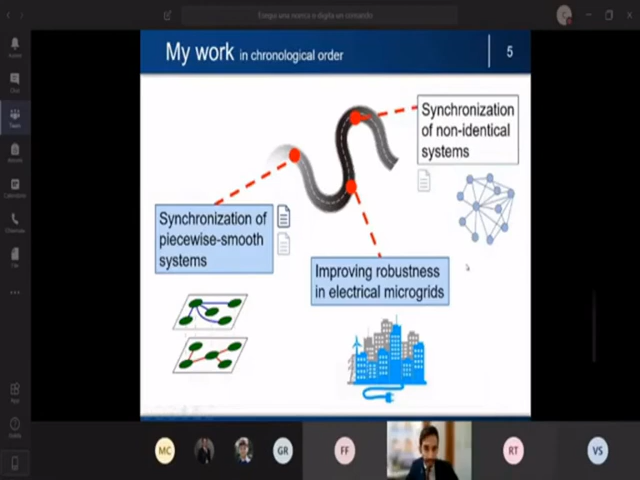 Esegui una ricerca o digita un comando
My work in chronological order
5
Synchronization
of non-identical
systems
Synchronization of
piecewise-smooth
systems
Improving robustness
in electrical microgrids
Chat
MC
GR
FF
RT
VS